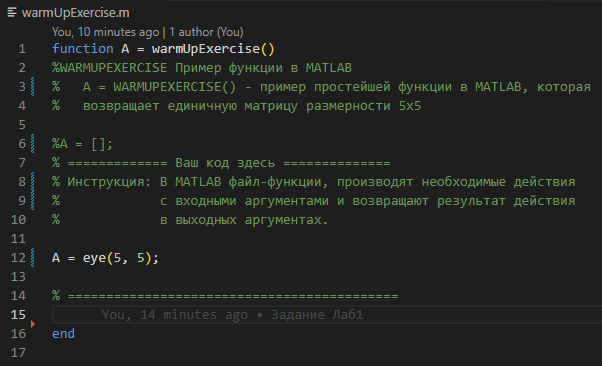 warmUpExercise.m
You, 10 minutes ago | 1 author (You)
1 function A = warmUpExercise()
2 %WARMUPEXERCISE Пример функции в MATLAB
3 %   A = WARMUPEXERCISE() - пример простейшей функции в MATLAB, которая
4 %   возвращает единичную матрицу размерности 5x5
5
6 %A = [];
7 % ============= Ваш код здесь ==============
8 % Инструкция: В MATLAB файл-функции, производят необходимые действия
9 %             с входными аргументами и возвращают результат действия
10 %             в выходных аргументах.
11
12 A = eye(5, 5);
13
14 % ===========================================
15 You, 14 minutes ago • Задание Лаб1
16 end
17